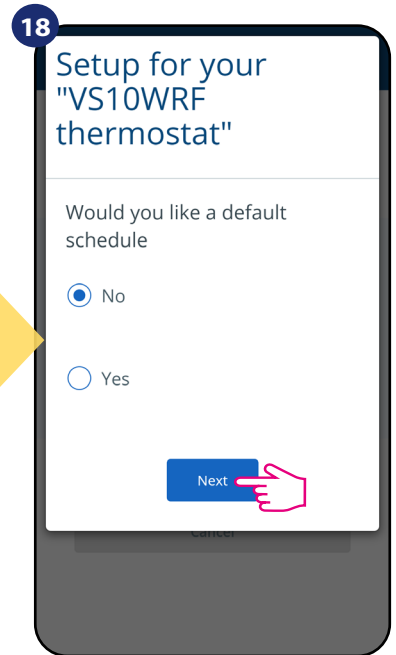 18
Setup for your
"VS10WRF
thermostat"
Would you like a default
schedule
No
Yes
Next
Cancel